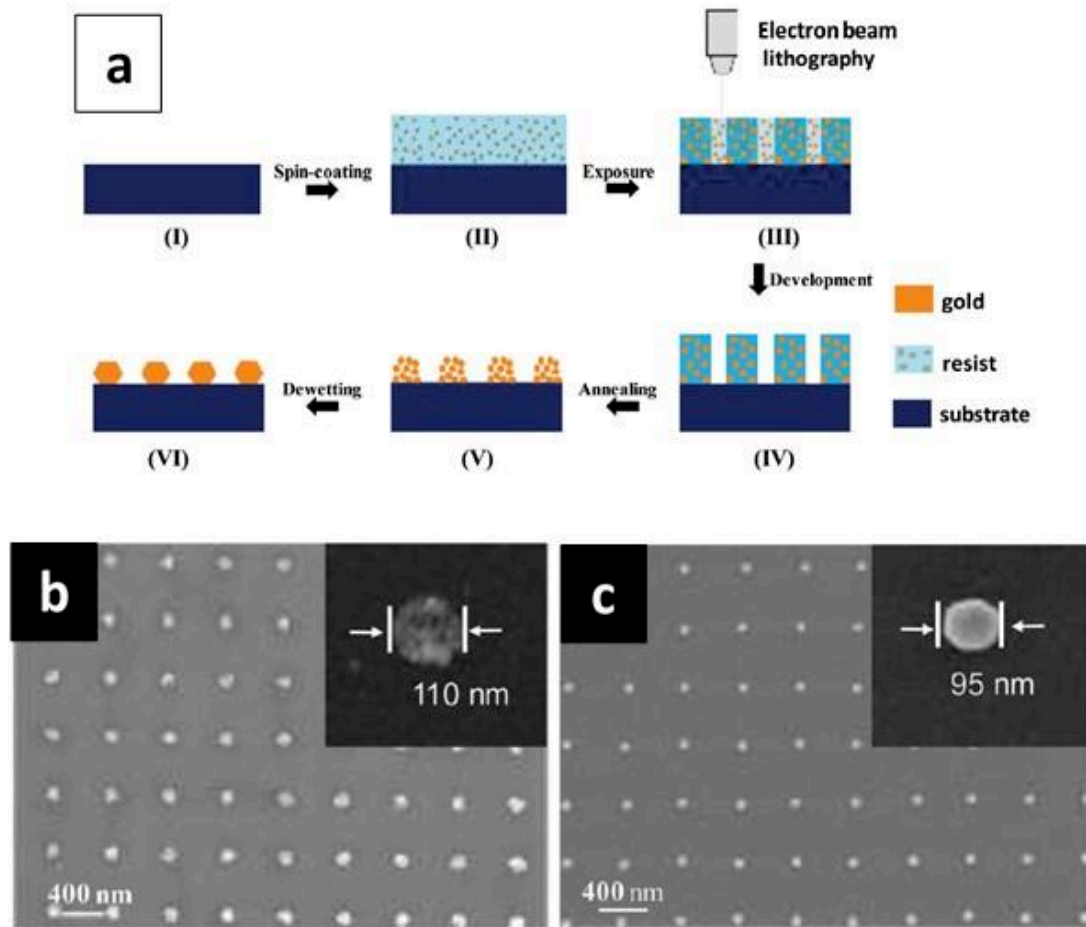 a
Electron beam
lithography
Spin-coating
Exposure
(I)
(II)
(III)
Development
gold
resist
substrate
Dewetting
Annealing
(VI)
(V)
(IV)
b
110 nm
400 nm
c
95 nm
400 nm